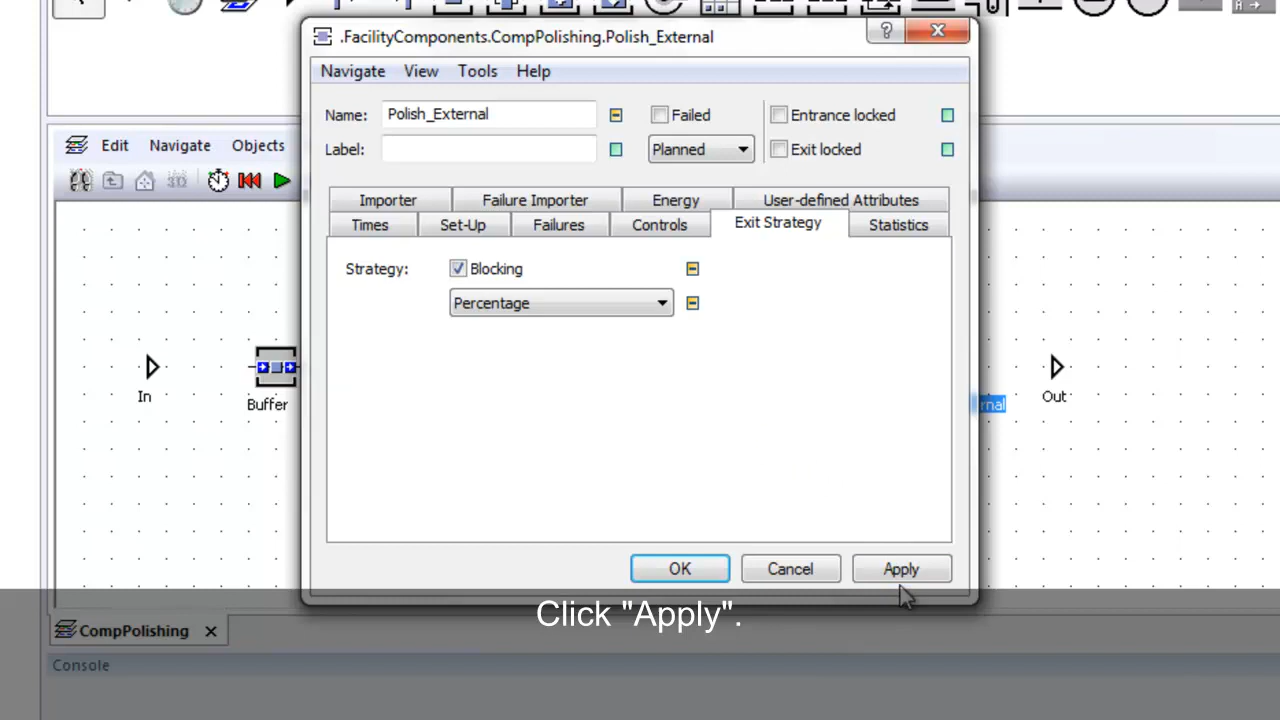 .FacilityComponents.CompPolishing.Polish_External
?
Navigate View Tools Help
Name: Polish_External Failed Entrance locked
Label: Planned Exit locked
Edit Navigate Objects
Importer Failure Importer Energy User-defined Attributes
Times Set-Up Failures Controls Exit Strategy Statistics
Strategy: Blocking
Percentage
In
Buffer
rnal
Out
OK Cancel Apply
Click "Apply".
CompPolishing
Console